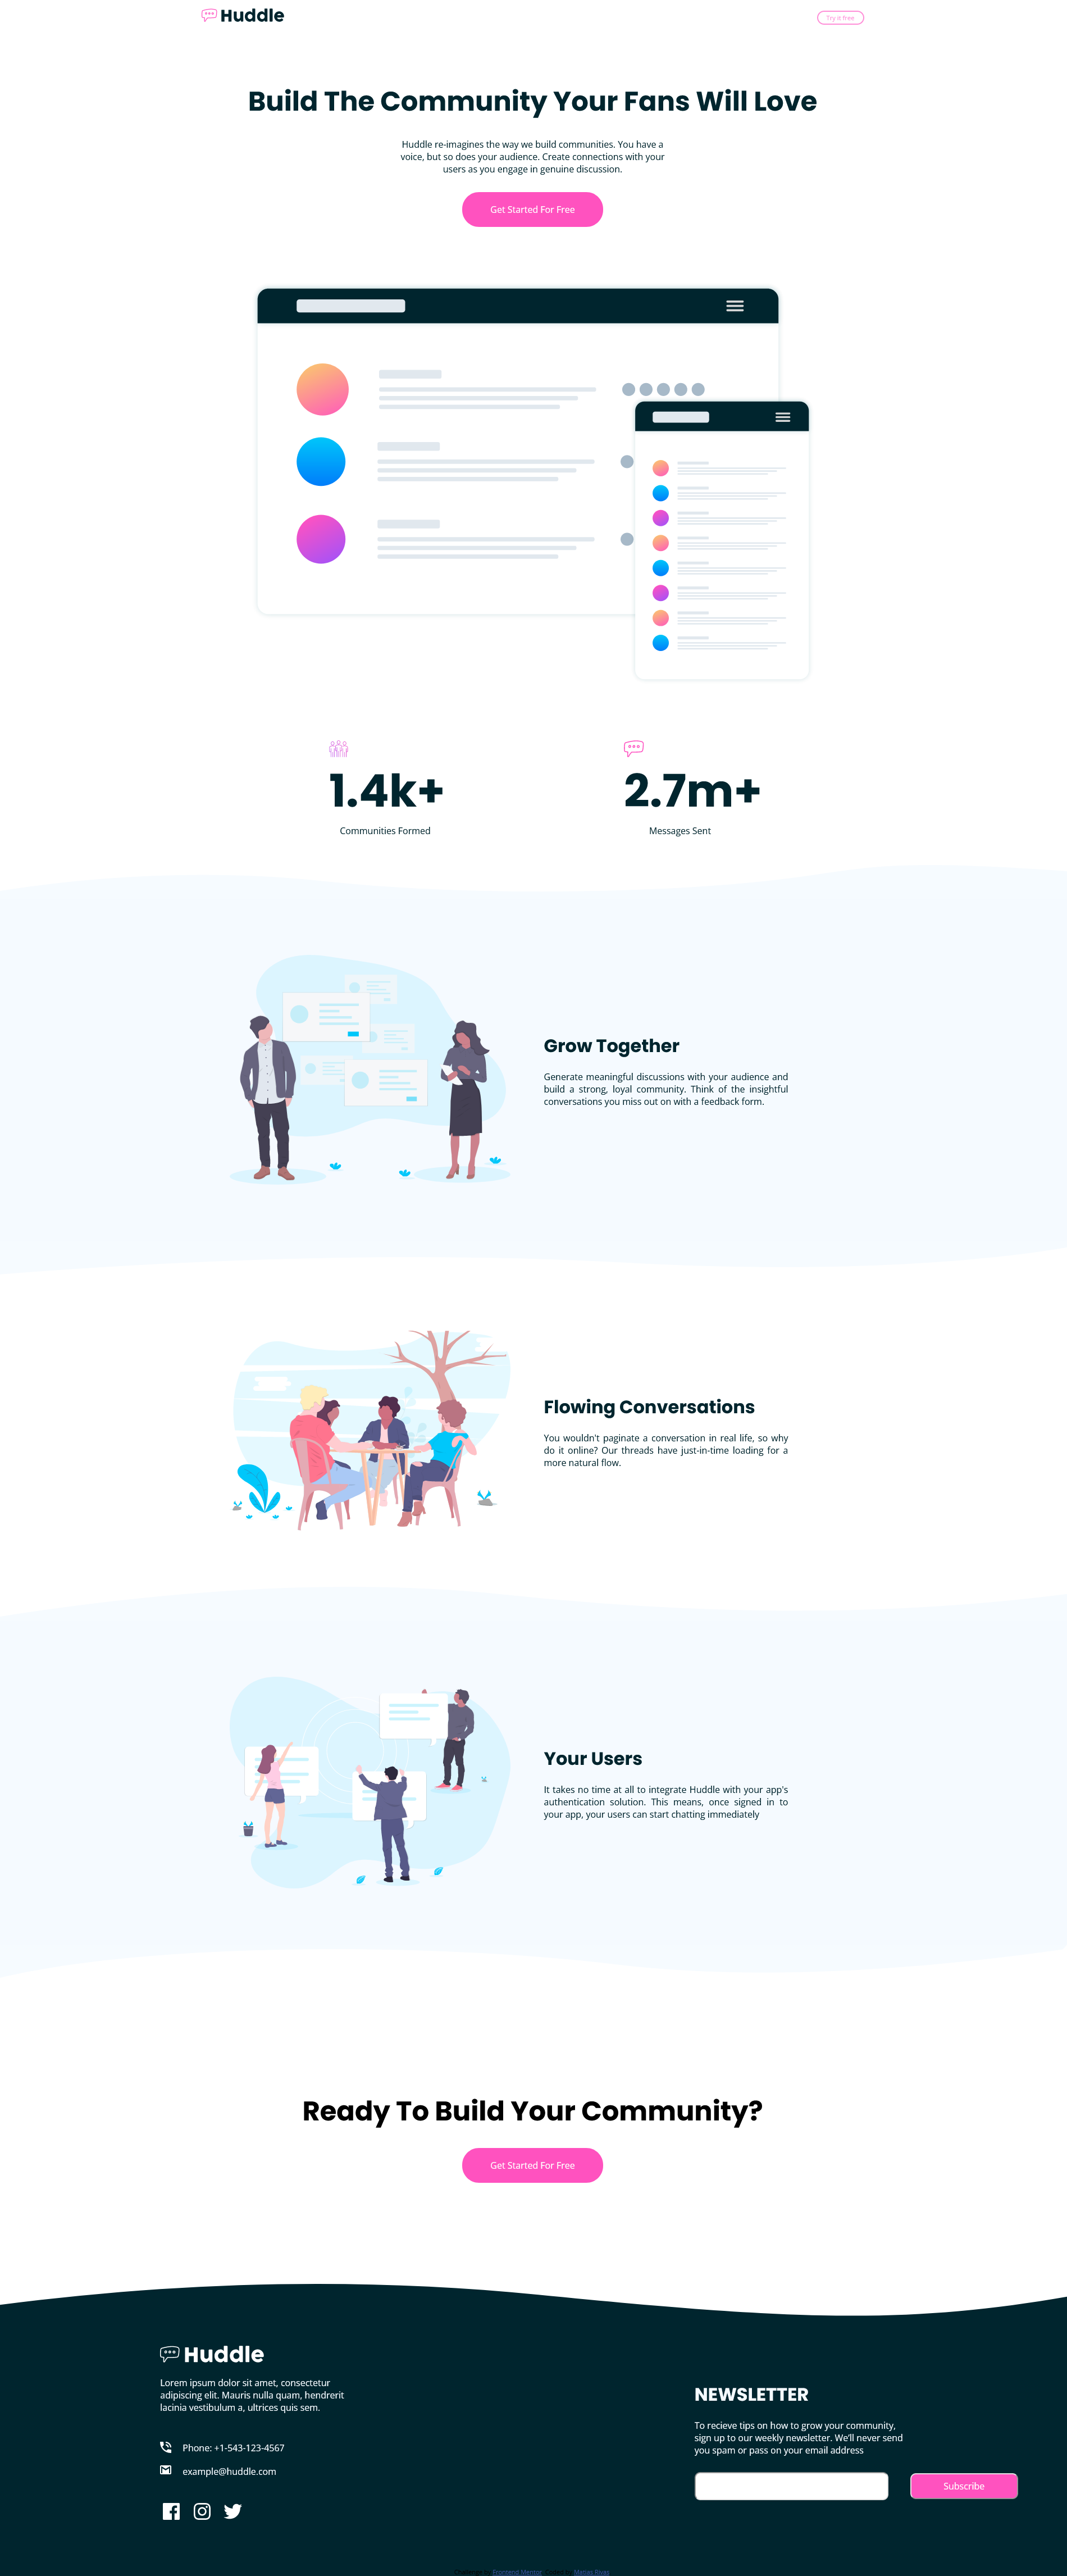 Huddle
Try it free
Build The Community Your Fans Will Love
Huddle re-imagines the way we build communities. You have a
voice, but so does your audience. Create connections with your
users as you engage in genuine discussion.
Get Started For Free
1.4k+
Communities Formed
2.7m+
Messages Sent
Grow Together
Generate meaningful discussions with your audience and
build a strong, loyal community. Think of the insightful
conversations you miss out on with a feedback form.
Flowing Conversations
You wouldn't paginate a conversation in real life, so why
do it online? Our threads have just-in-time loading for a
more natural flow.
Your Users
It takes no time at all to integrate Huddle with your app's
authentication solution. This means, once signed in to
your app, your users can start chatting immediately
Ready To Build Your Community?
Get Started For Free
Huddle
Lorem ipsum dolor sit amet, consectetur
adipiscing elit. Mauris nulla quam, hendrerit
lacinia vestibulum a, ultrices quis sem.
Phone: +1-543-123-4567
example@huddle.com
NEWSLETTER
To recieve tips on how to grow your community,
sign up to our weekly newsletter. We'll never send
you spam or pass on your email address
Subscribe
Challenge by Frontend Mentor. Coded by Matias Rivas.